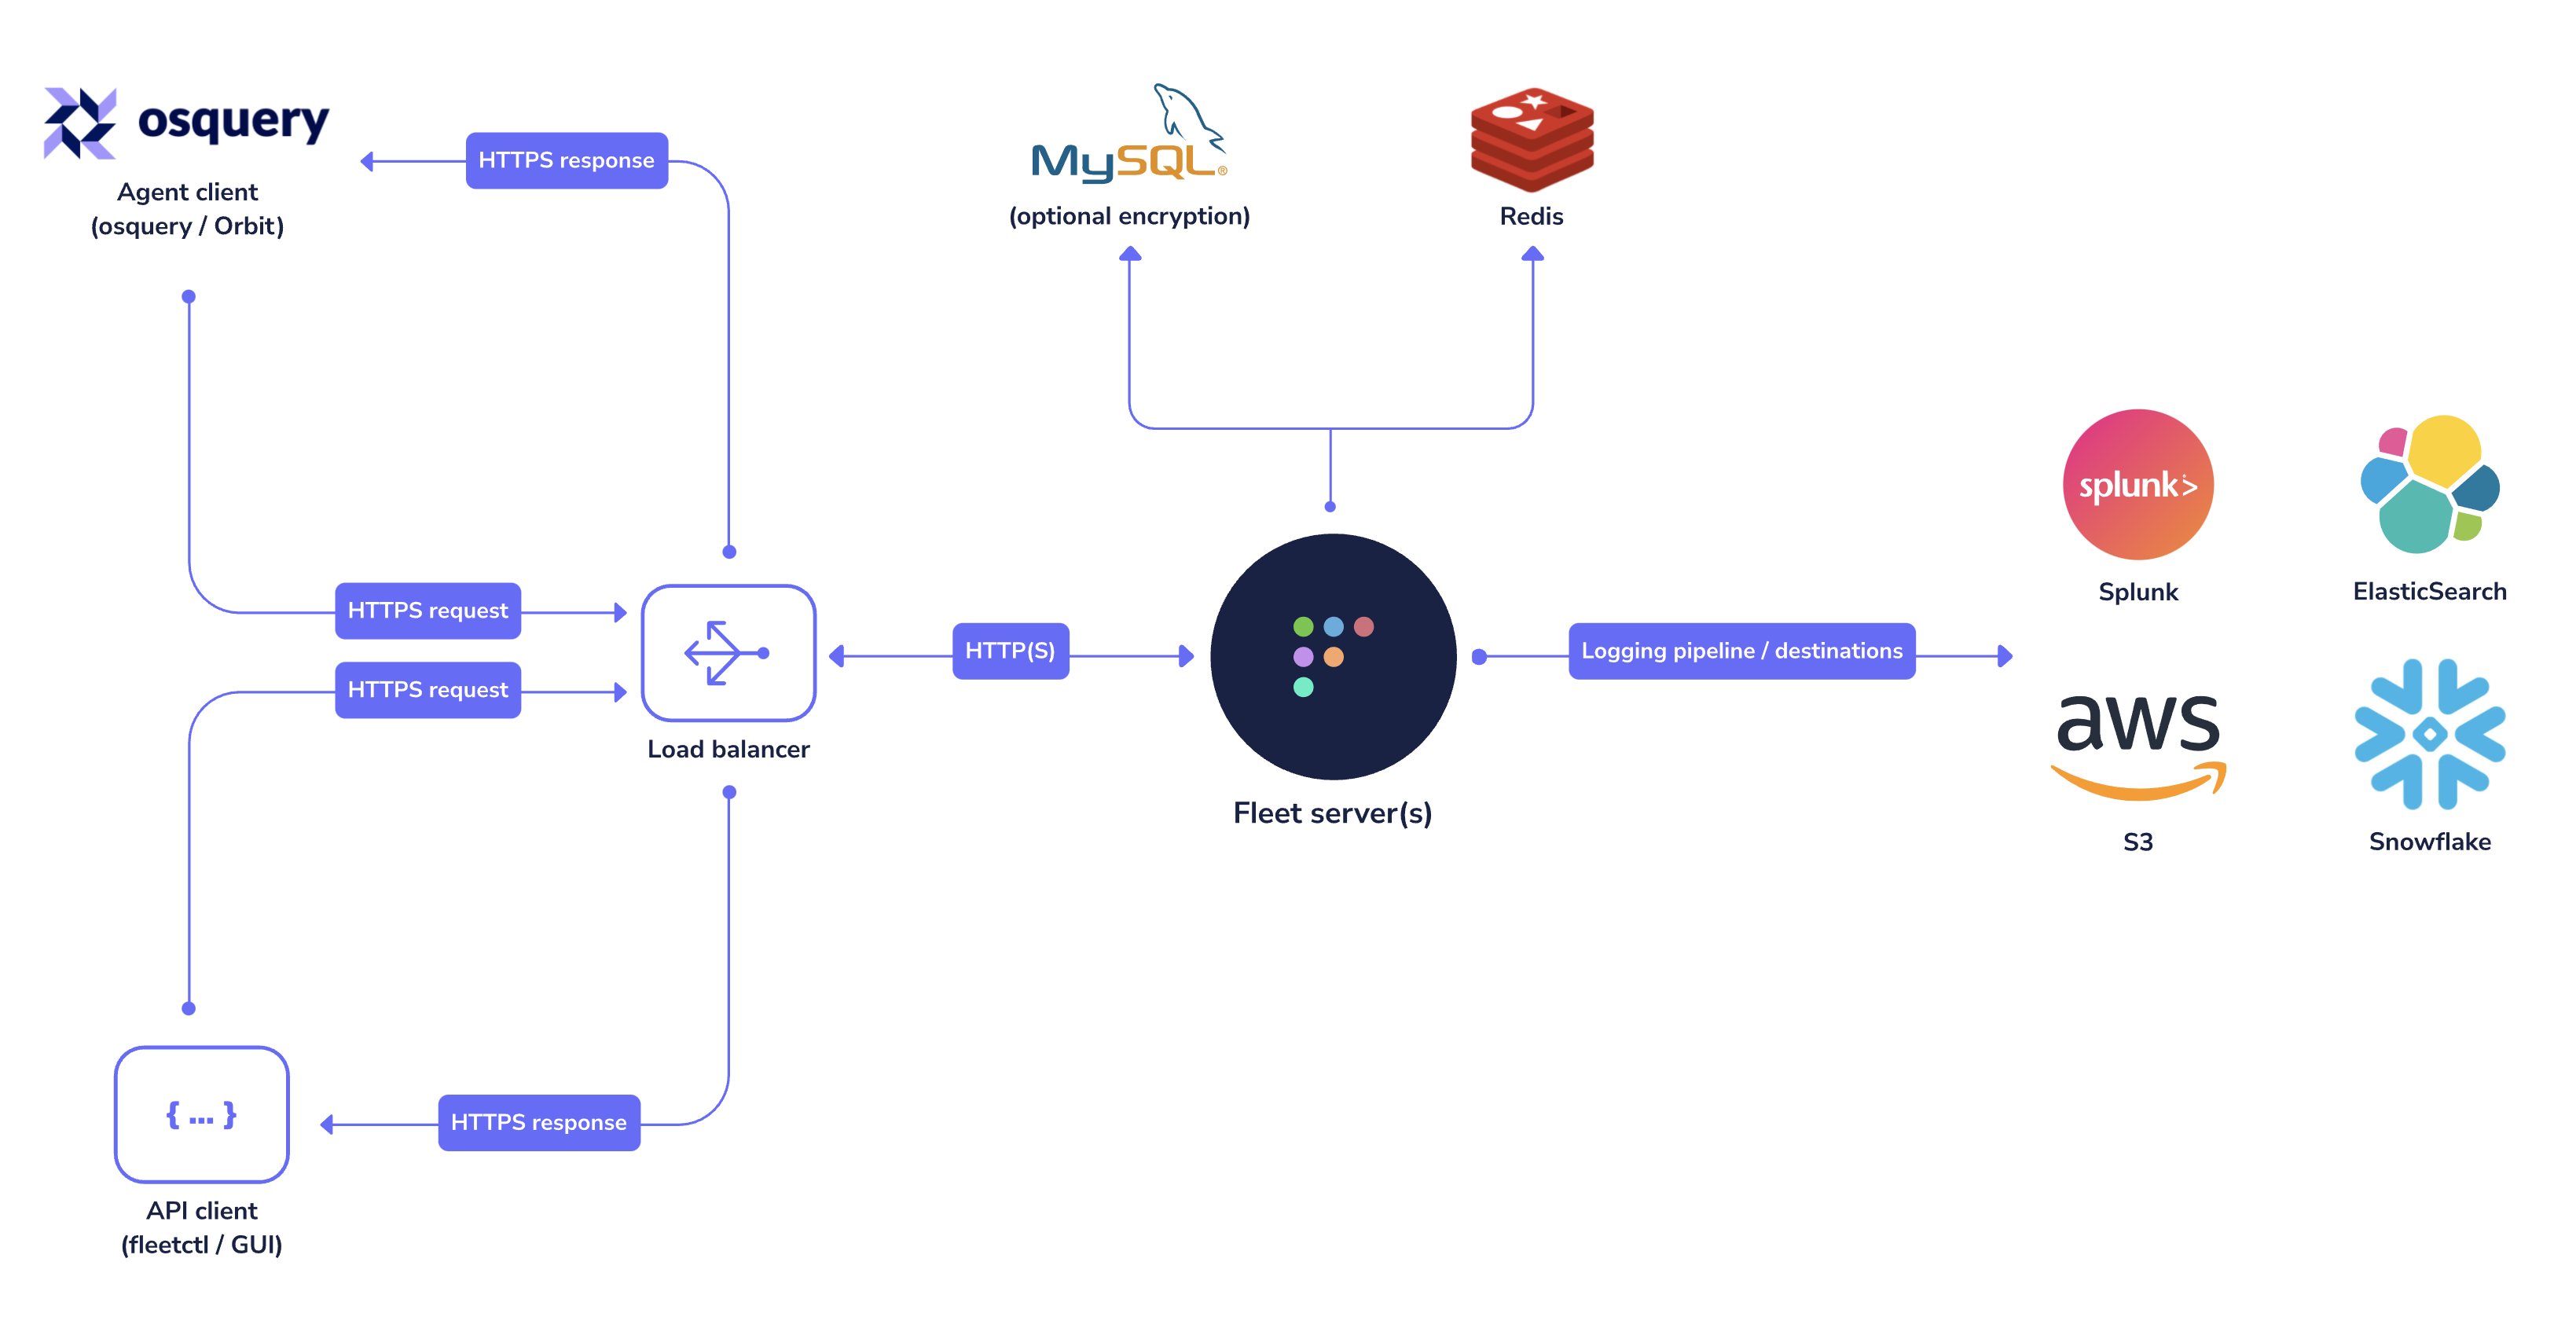 osquery
Agent client
(osquery / Orbit)
HTTPS response
MySQL®
(optional encryption)
Redis
HTTPS request
HTTPS request
Load balancer
HTTP(S)
Fleet server(s)
Logging pipeline / destinations
splunk>
Splunk
ElasticSearch
aws
S3
Snowflake
{ ... }
API client
(fleetctl / GUI)
HTTPS response